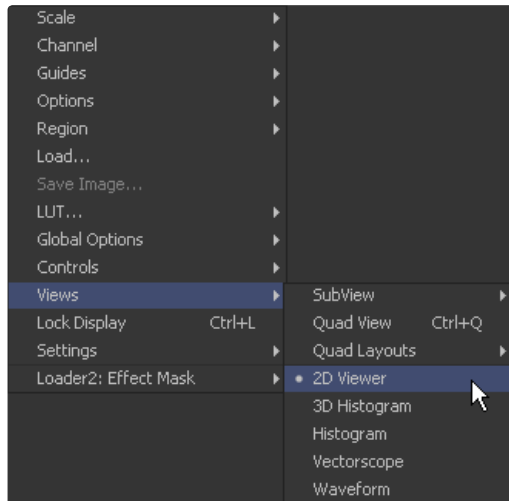 Scale
Channel
Guides
Options
Region
Load...
Save Image...
LUT...
Global Options
Controls
Views
Lock Display Ctrl+L
Settings
Loader2: Effect Mask
SubView
Quad View Ctrl+Q
Quad Layouts
2D Viewer
3D Histogram
Histogram
Vectorscope
Waveform